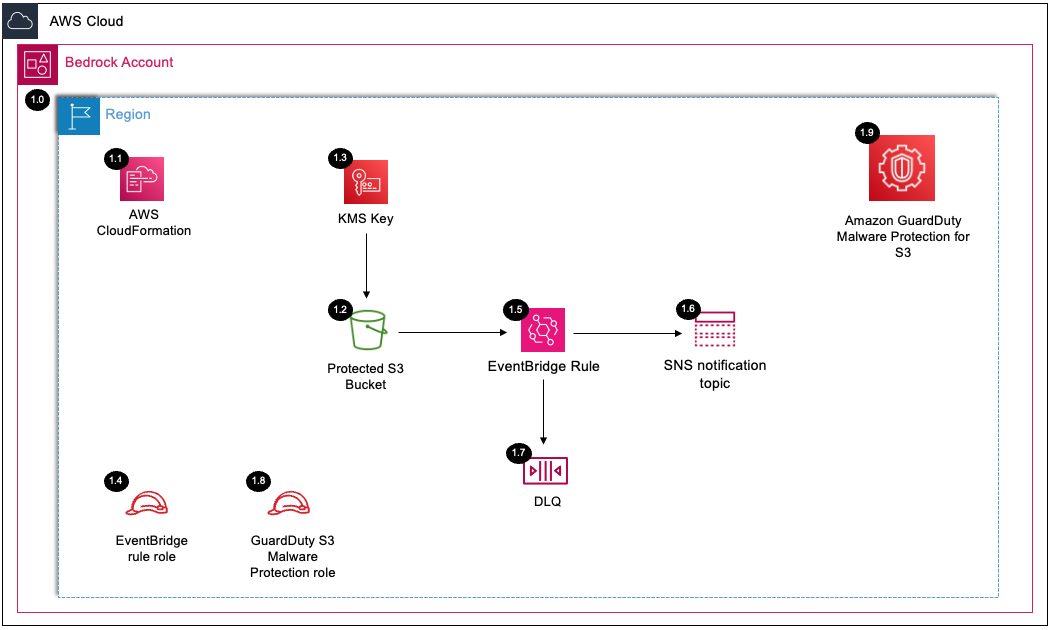 AWS Cloud
Bedrock Account
1.0
Region
1.1
AWS
CloudFormation
1.3
KMS Key
1.9
Amazon GuardDuty
Malware Protection for
S3
1.2
Protected S3
Bucket
1.5
EventBridge Rule
1.6
SNS notification
topic
1.7
DLQ
1.4
EventBridge
rule role
1.8
GuardDuty S3
Malware
Protection role